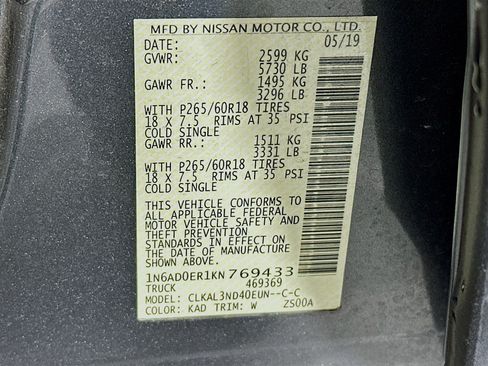 MFD BY NISSAN MOTOR CO., LTD.
DATE: 05/19
GVWR: 2599 KG
5730 LB
GAWR FR.: 1495 KG
3296 LB
WITH P265/60R18 TIRES
18 X 7.5 RIMS AT 35 PSI
COLD SINGLE
GAWR RR.: 1511 KG
3331 LB
WITH P265/60R18 TIRES
18 X 7.5 RIMS AT 35 PSI
COLD SINGLE
THIS VEHICLE CONFORMS TO
ALL APPLICABLE FEDERAL
MOTOR VEHICLE SAFETY AND
THEFT PREVENTION
STANDARDS IN EFFECT ON
THE DATE OF MANUFACTURE
SHOWN ABOVE.
1N6AD0ER1KN769433
TRUCK 469369
MODEL: CLKAL3ND40EUN--C-C
COLOR: KAD TRIM: W ZS00A